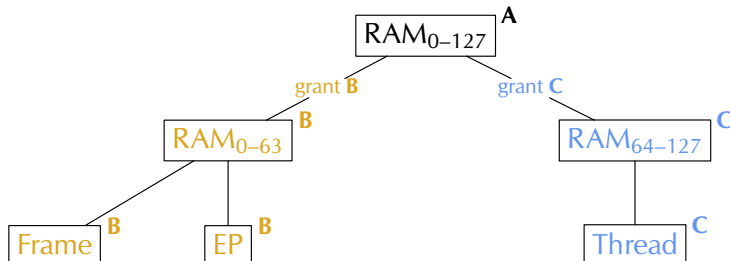 RAM₀₋₁₂₇ A
grant B grant C
RAM₀₋₆₃ B RAM₆₄₋₁₂₇ C
Frame B EP B Thread C